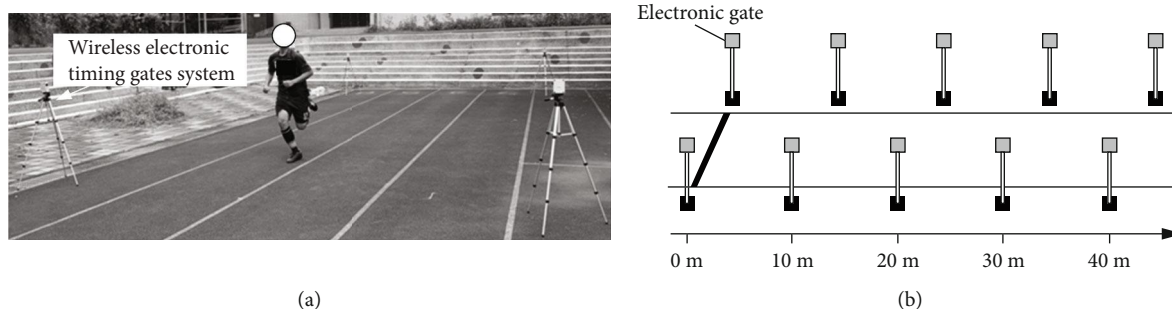 Wireless electronic
timing gates system
(a)
Electronic gate
0 m
10 m
20 m
30 m
40 m
(b)